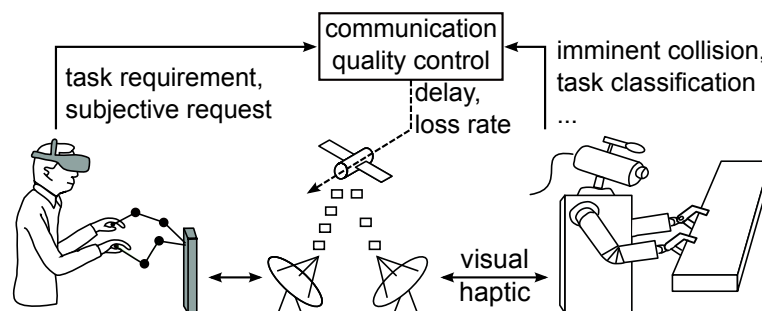 communication
quality control
task requirement,
subjective request
delay,
loss rate
imminent collision,
task classification
...
visual
haptic